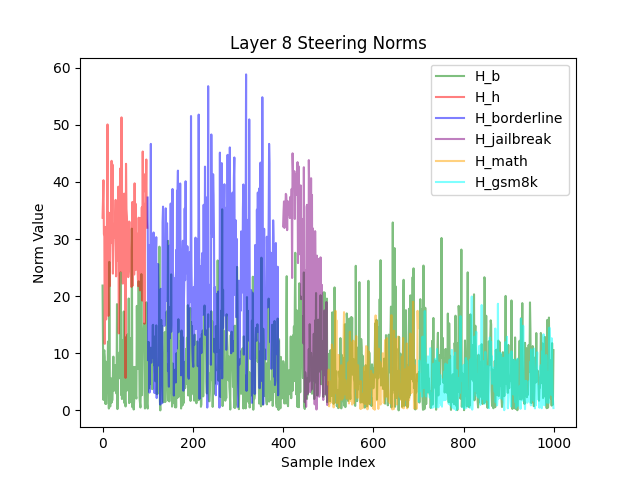 Layer 8 Steering Norms
60
50
40
30
20
10
0
Norm Value
0
200
400
600
800
1000
Sample Index
H_b
H_h
H_borderline
H_jailbreak
H_math
H_gsm8k